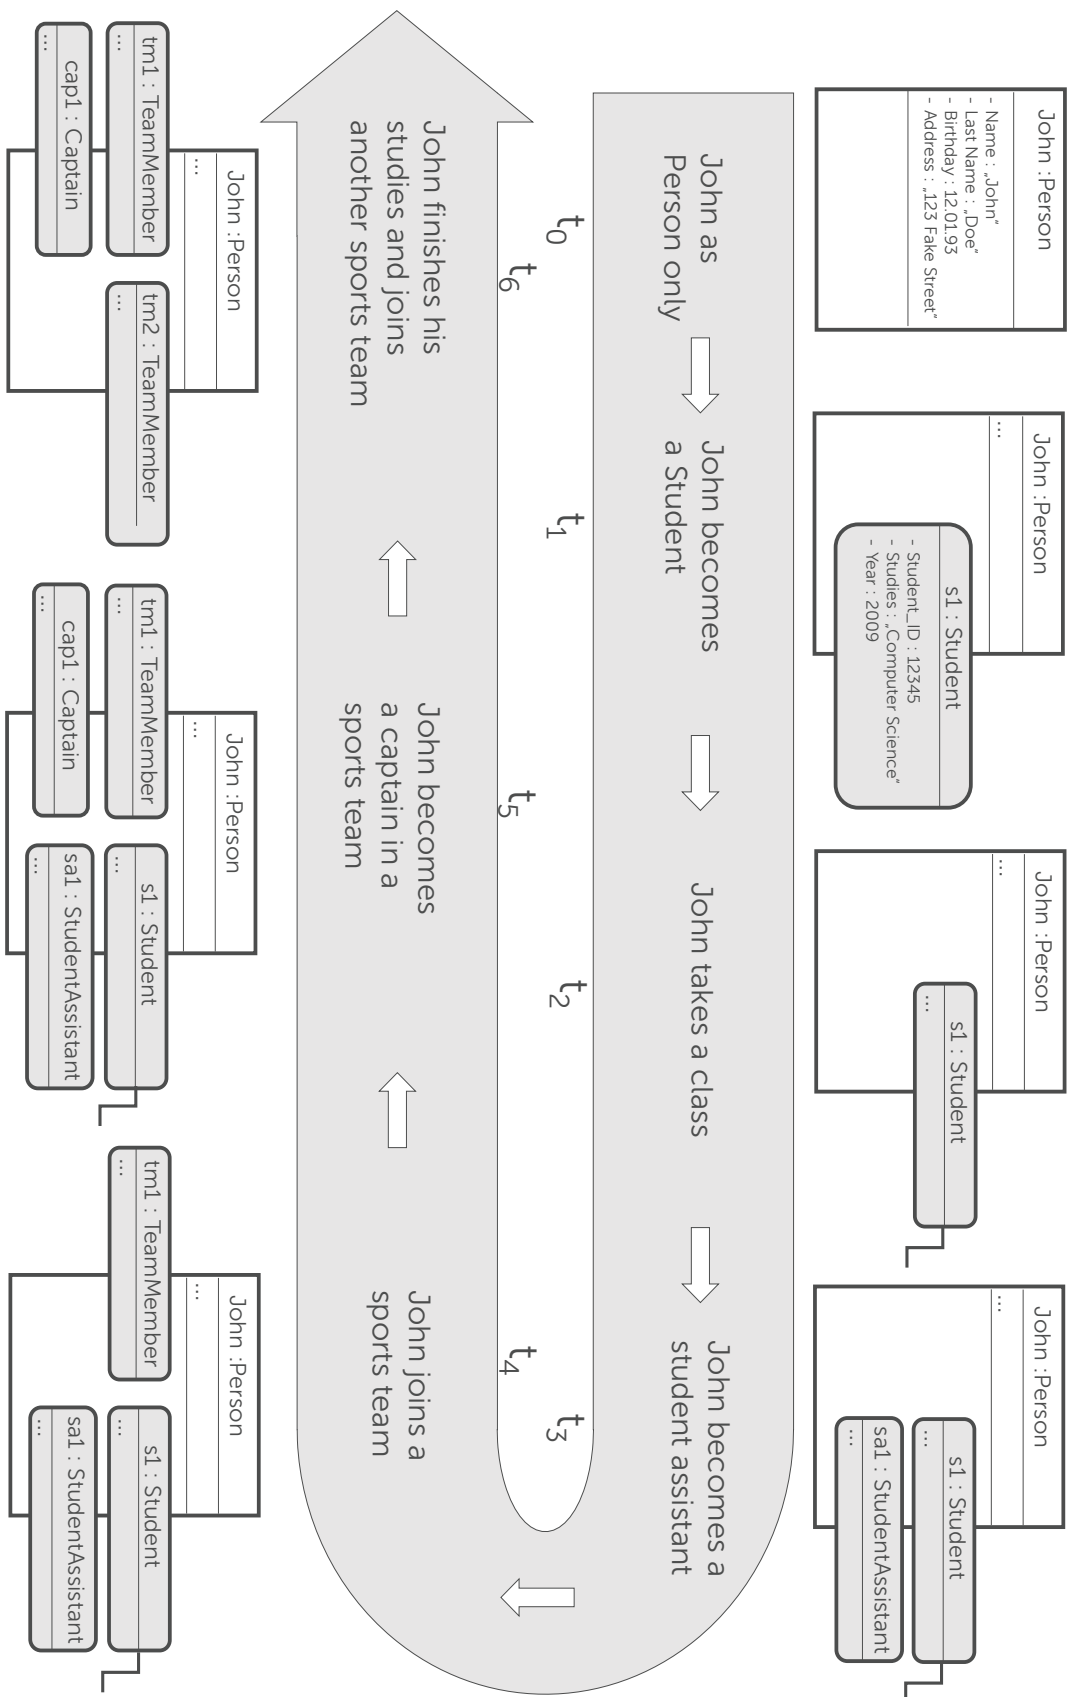 John :Person
- Name : „John“
- Last Name : „Doe“
- Birthday : 12.01.93
- Address : „123 Fake Street“
John :Person
...
s1 : Student
- Student_ID : 12345
- Studies : „Computer Science“
- Year : 2009
John :Person
...
s1 : Student
...
John :Person
...
s1 : Student
...
sa1 : StudentAssistant
...
John as
Person only
John becomes
a Student
John takes a class
John becomes a
student assistant
t0
t1
t2
t3
t6
t5
t4
John finishes his
studies and joins
another sports team
John becomes
a captain in a
sports team
John joins a
sports team
John :Person
...
tm1 : TeamMember
...
tm2 : TeamMember
...
cap1 : Captain
...
John :Person
...
tm1 : TeamMember
...
s1 : Student
...
cap1 : Captain
...
sa1 : StudentAssistant
...
John :Person
...
tm1 : TeamMember
...
s1 : Student
...
sa1 : StudentAssistant
...